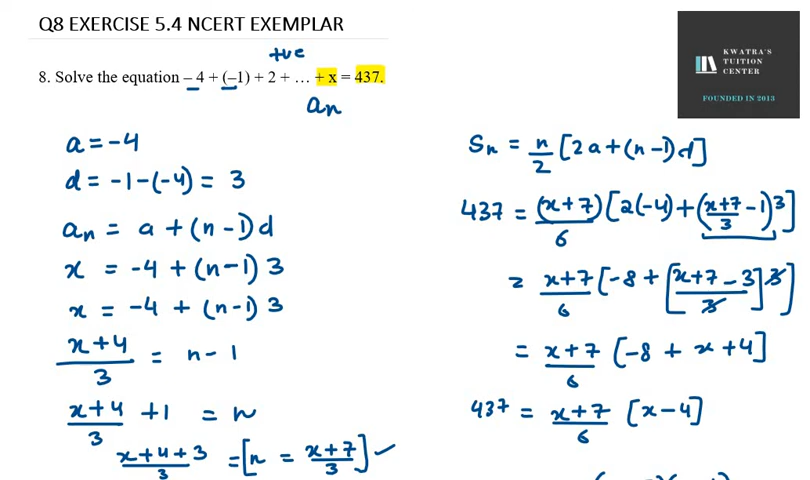 Q8 EXERCISE 5.4 NCERT EXEMPLAR
KWATRA'S
TUITION
CENTER
FOUNDED IN 2013
+ve
8. Solve the equation – 4 + (–1) + 2 + … + x = 437.
an
a = -4
d = -1 - (-4) = 3
an = a + (n - 1) d
x = -4 + (n - 1) 3
x = -4 + (n - 1) 3
x + 4 / 3 = n - 1
x + 4 / 3 + 1 = n
x + 4 + 3 / 3 = [n = x + 7 / 3] ✓
Sn = n/2 [2a + (n - 1) d]
437 = (x + 7) / 6 [2(-4) + (x + 7 / 3 - 1) 3]
= x + 7 / 6 [-8 + [x + 7 - 3 / 3] 3]
= x + 7 / 6 [-8 + x + 4]
437 = x + 7 / 6 [x - 4]